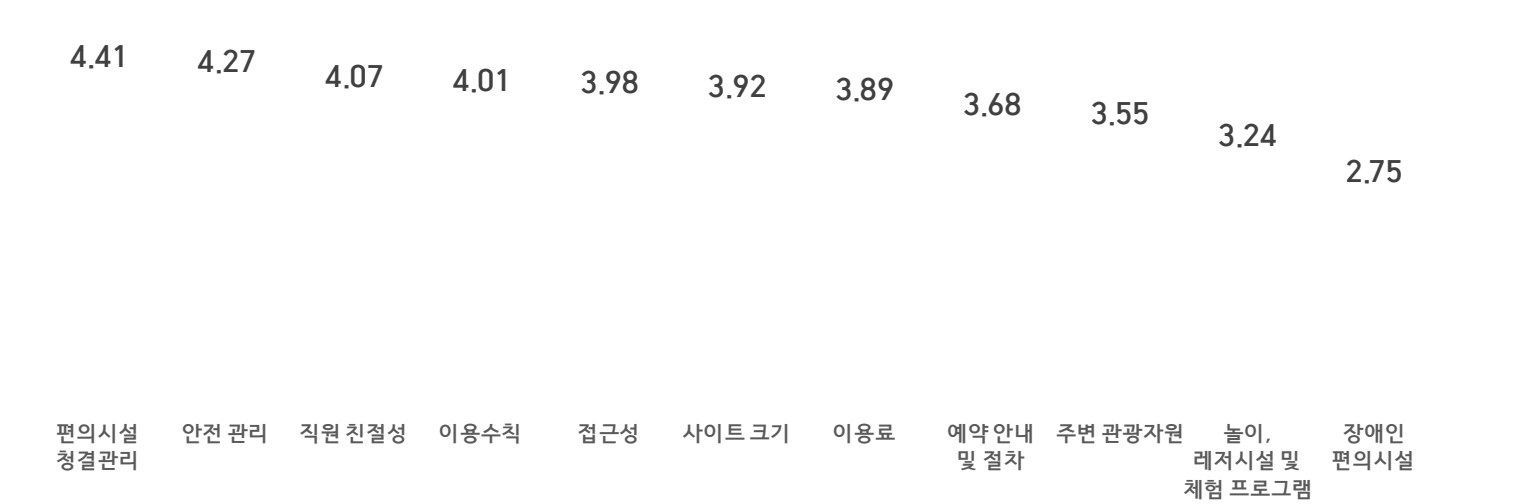 4.41
4.27
4.07
4.01
3.98
3.92
3.89
3.68
3.55
3.24
2.75
편의시설
청결관리
안전 관리
직원 친절성
이용수칙
접근성
사이트 크기
이용료
예약 안내
및 절차
주변 관광자원
놀이,
레저시설 및
체험 프로그램
장애인
편의시설